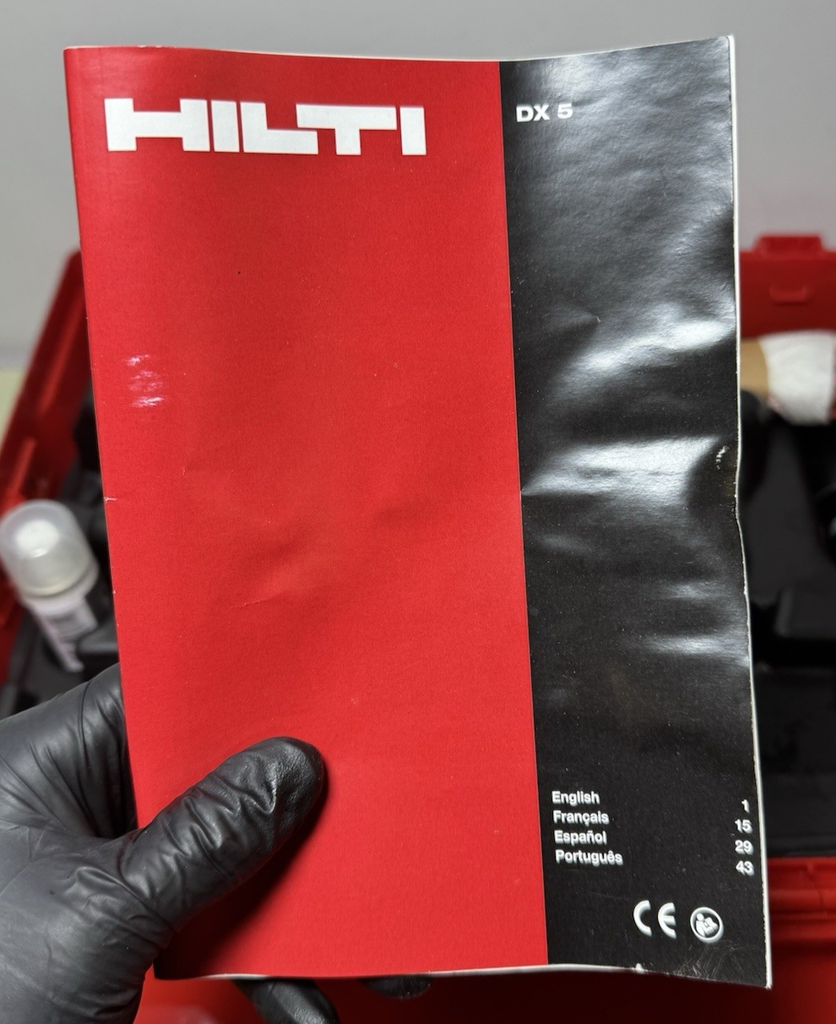 HILTI
DX 5
English 1
Français 15
Español 29
Português 43
CE